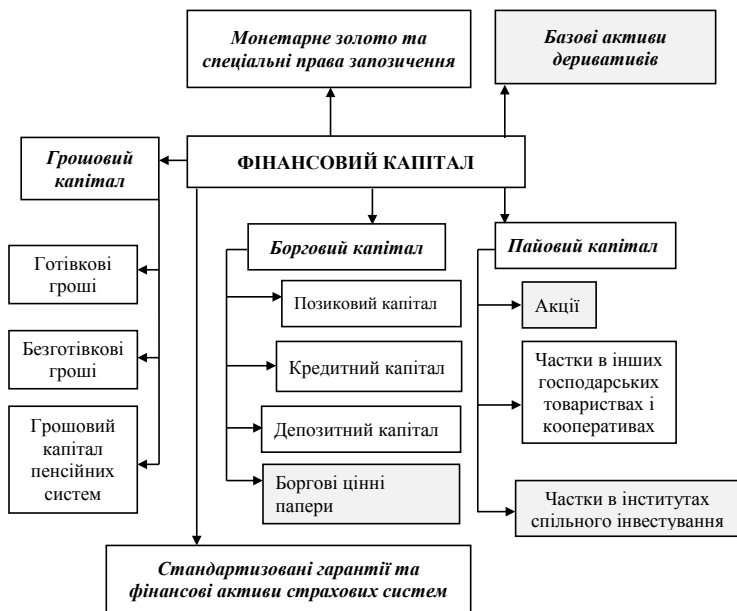 Монетарне золото та
спеціальні права запозичення
Базові активи
деривативів
Грошовий
капітал
ФІНАНСОВИЙ КАПІТАЛ
Готівкові
гроші
Безготівкові
гроші
Грошовий
капітал
пенсійних
систем
Борговий капітал
Позиковий капітал
Кредитний капітал
Депозитний капітал
Боргові цінні
папери
Пайовий капітал
Акції
Частки в інших
господарських
товариствах і
кооперативах
Частки в інститутах
спільного інвестування
Стандартизовані гарантії та
фінансові активи страхових систем